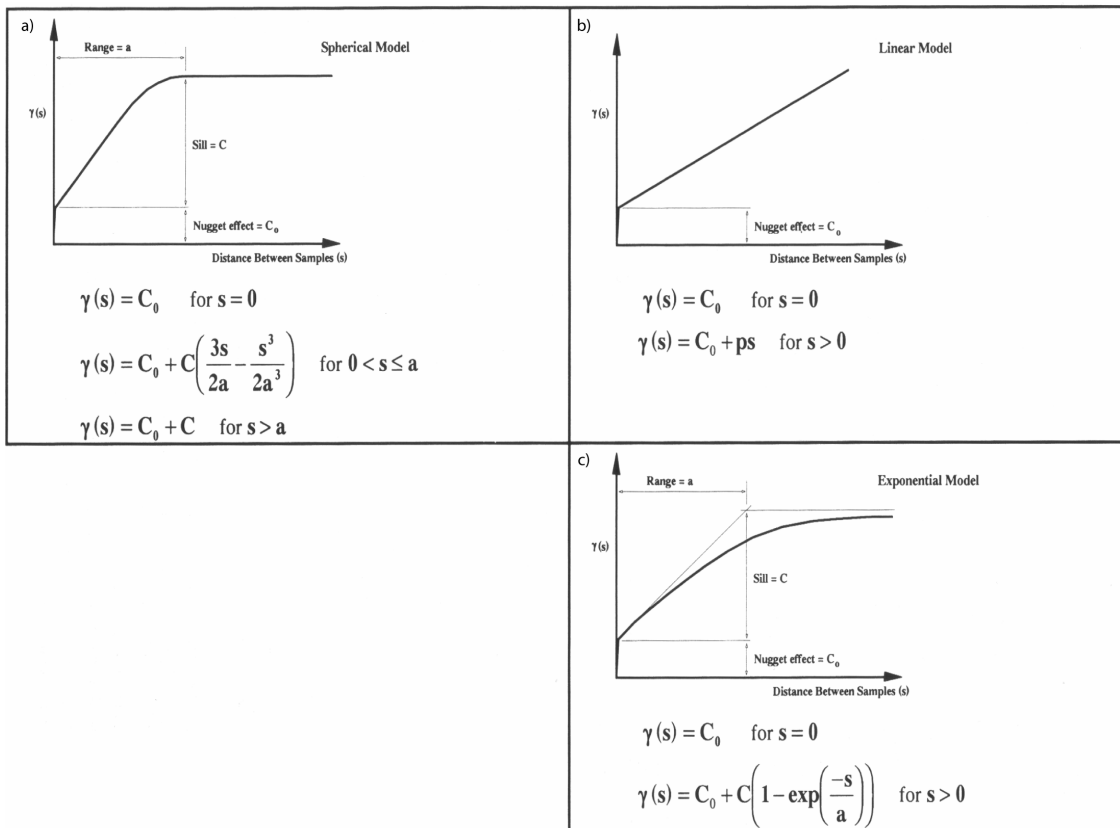 a)
Range = a
Spherical Model
γ(s)
Sill = C
Nugget effect = C₀
Distance Between Samples (s)
γ(s) = C₀ for s = 0
γ(s) = C₀ + C(3s/2a − s³/2a³) for 0 < s ≤ a
γ(s) = C₀ + C for s > a
b)
Linear Model
γ(s)
Nugget effect = C₀
Distance Between Samples (s)
γ(s) = C₀ for s = 0
γ(s) = C₀ + ps for s > 0
c)
Range = a
Exponential Model
γ(s)
Sill = C
Nugget effect = C₀
Distance Between Samples (s)
γ(s) = C₀ for s = 0
γ(s) = C₀ + C(1 − exp(−s/a)) for s > 0